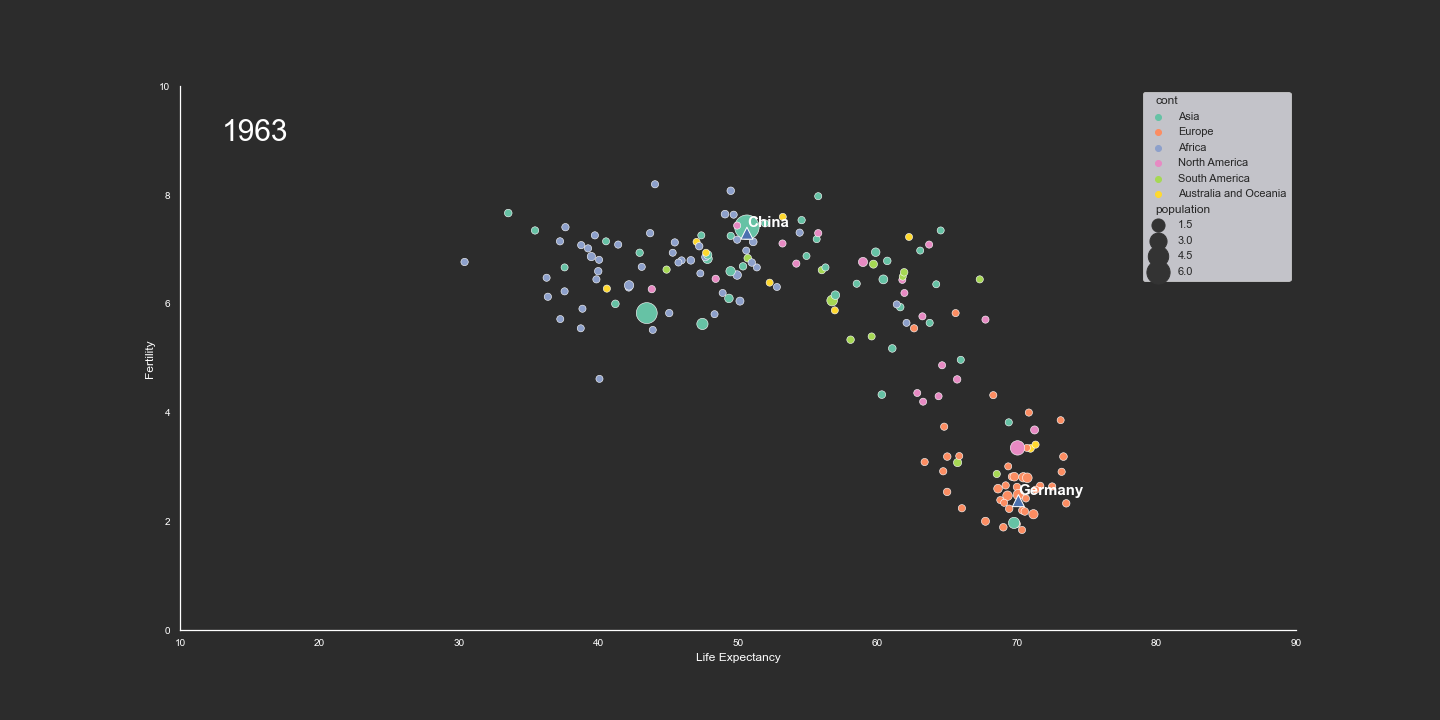 1963
10
8
6
4
2
0
Fertility
10 20 30 40 50 60 70 80 90
Life Expectancy
China
Germany
cont
Asia
Europe
Africa
North America
South America
Australia and Oceania
population
1.5
3.0
4.5
6.0